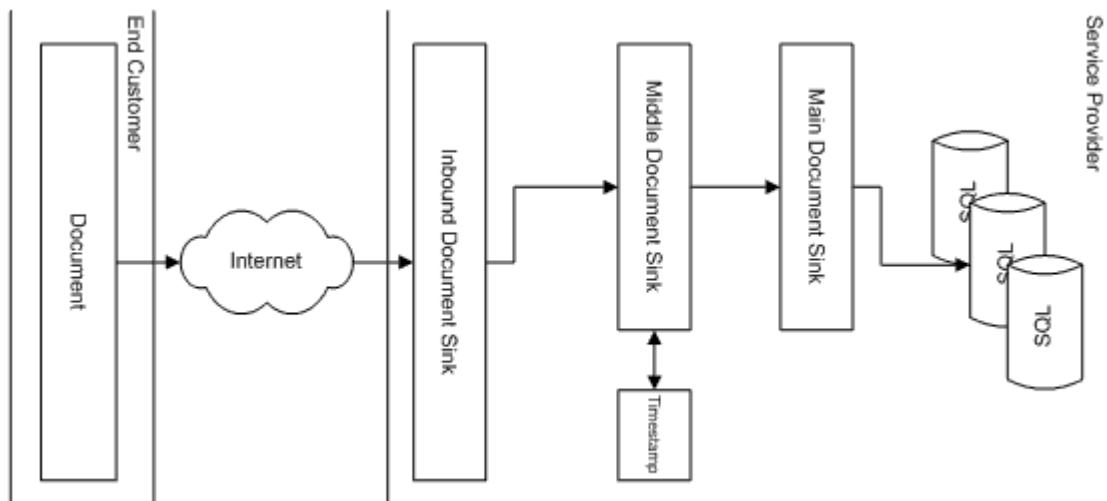 End Customer
Document
Internet
Inbound Document Sink
Middle Document Sink
Timestamp
Main Document Sink
Service Provider
SQL
SQL
SQL